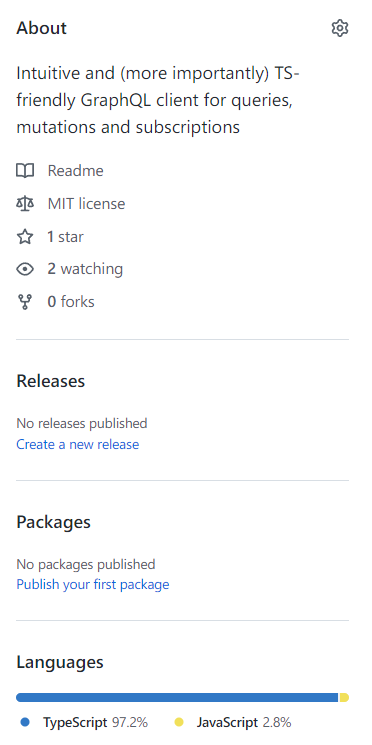 About
Intuitive and (more importantly) TS-
friendly GraphQL client for queries,
mutations and subscriptions
Readme
MIT license
1 star
2 watching
0 forks
Releases
No releases published
Create a new release
Packages
No packages published
Publish your first package
Languages
TypeScript 97.2% JavaScript 2.8%